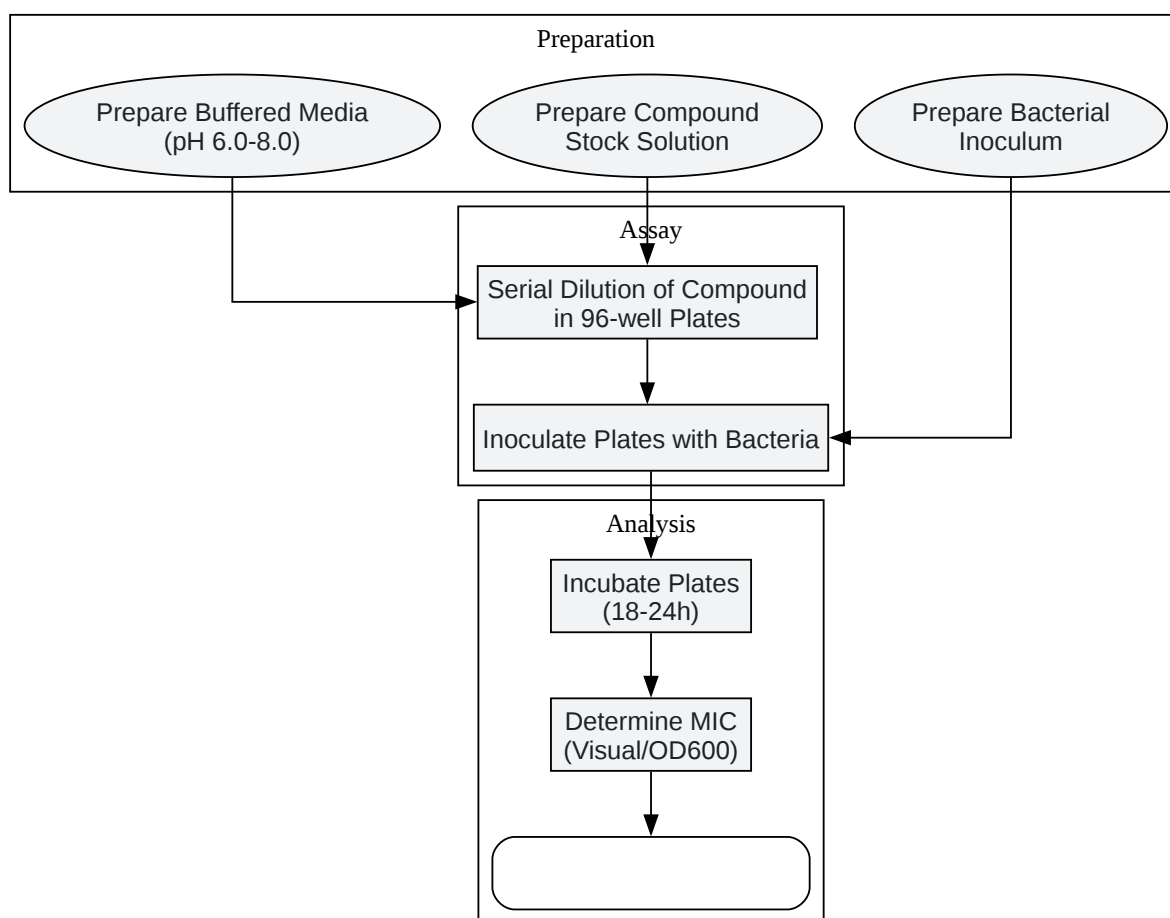 Preparation
Prepare Buffered Media
(pH 6.0-8.0)
Prepare Compound
Stock Solution
Prepare Bacterial
Inoculum
Assay
Serial Dilution of Compound
in 96-well Plates
Inoculate Plates with Bacteria
Analysis
Incubate Plates
(18-24h)
Determine MIC
(Visual/OD600)